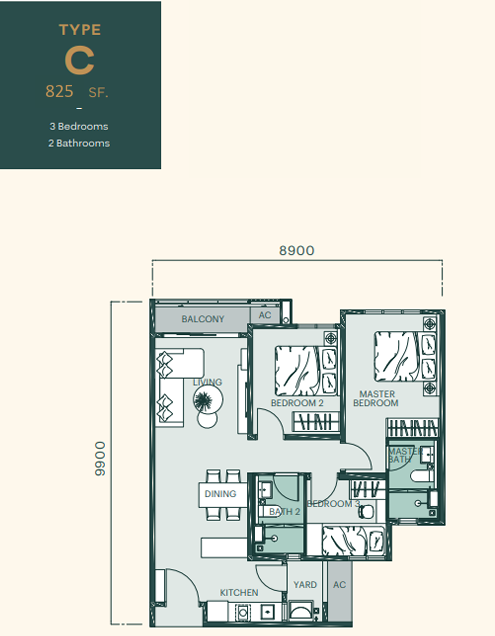 TYPE
C
825 SF.
–
3 Bedrooms
2 Bathrooms
8900
9900
BALCONY
AC
LIVING
BEDROOM 2
MASTER
BEDROOM
MASTER
BATH
DINING
BATH 2
BEDROOM 3
KITCHEN
YARD
AC